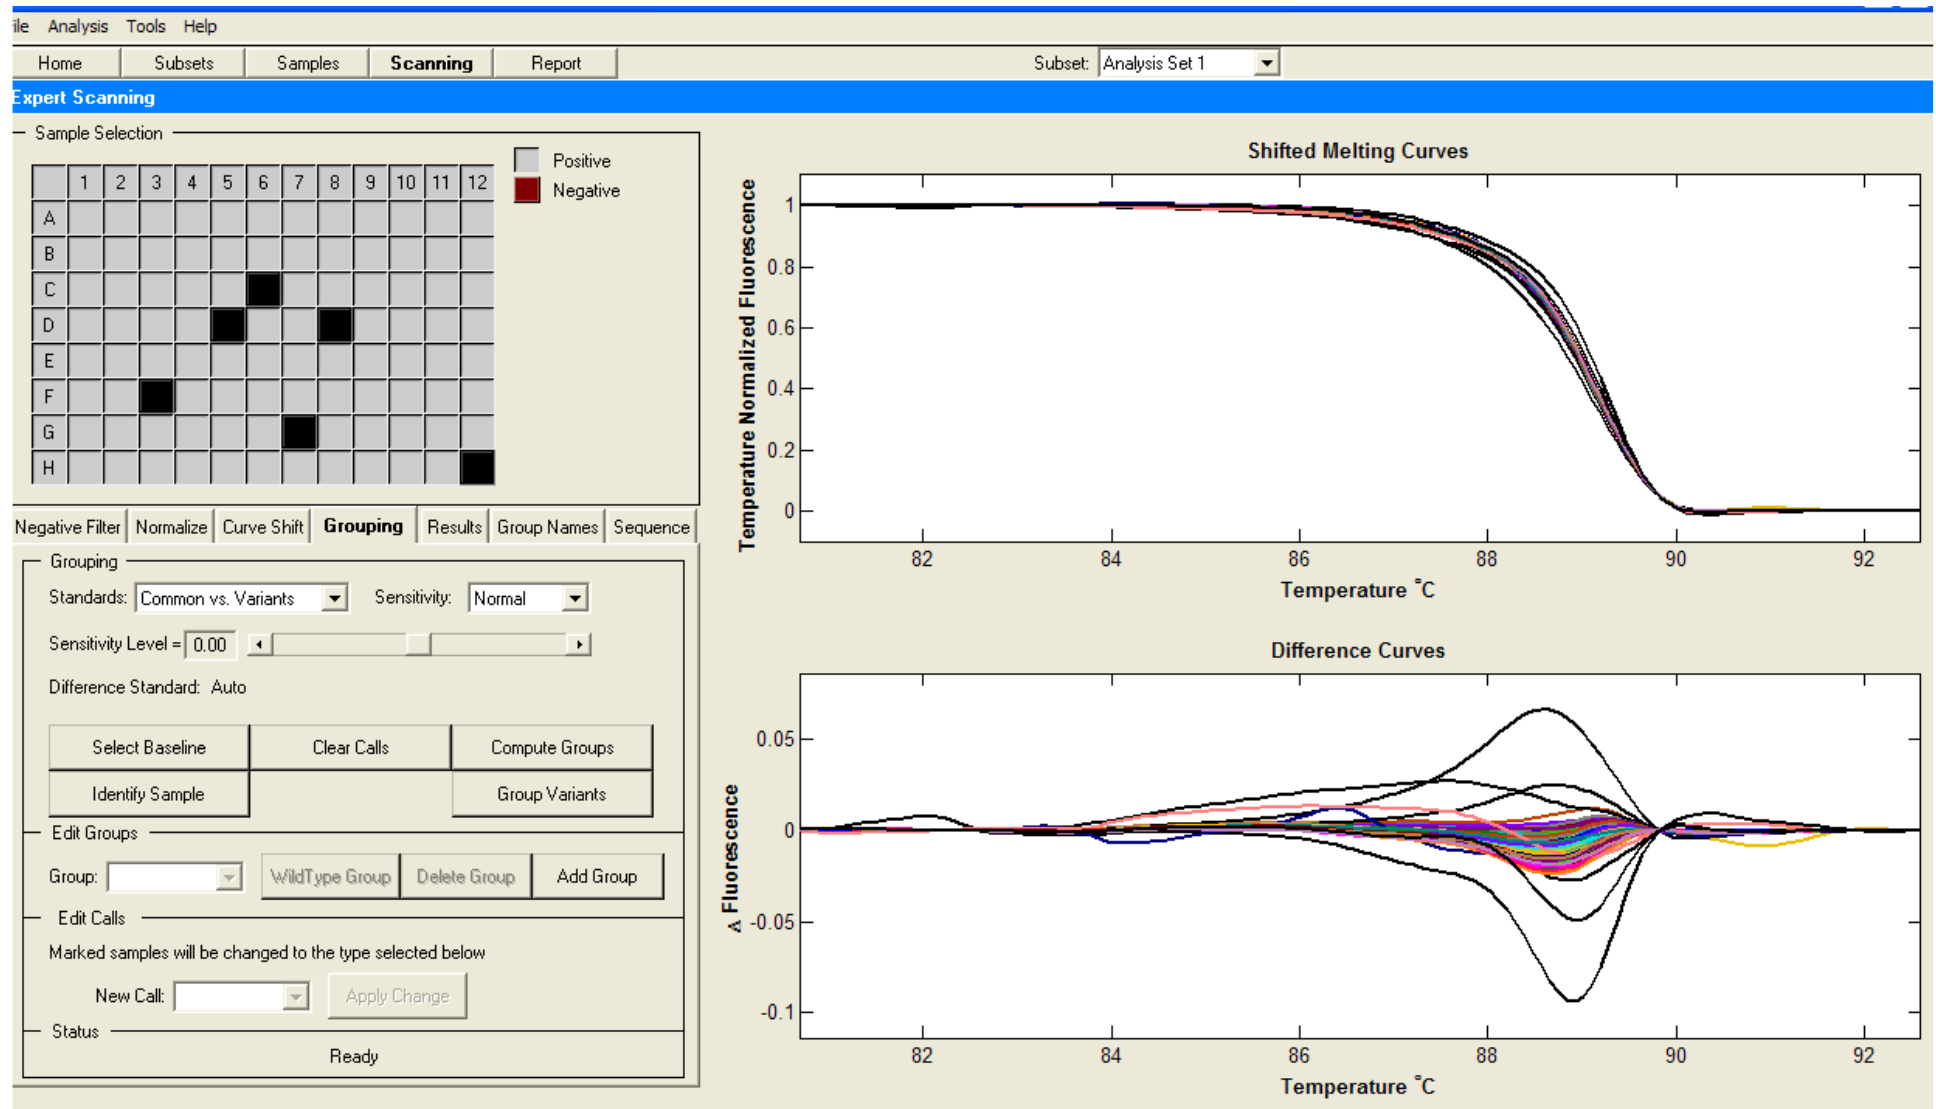 ile Analysis Tools Help
Home Subsets Samples Scanning Report Subset: Analysis Set 1
Expert Scanning
Sample Selection
Positive
Negative
1 2 3 4 5 6 7 8 9 10 11 12
A
B
C
D
E
F
G
H
Negative Filter Normalize Curve Shift Grouping Results Group Names Sequence
Grouping
Standards: Common vs. Variants Sensitivity: Normal
Sensitivity Level = 0.00
Difference Standard: Auto
Select Baseline Clear Calls Compute Groups
Identify Sample Group Variants
Edit Groups
Group: WildType Group Delete Group Add Group
Edit Calls
Marked samples will be changed to the type selected below
New Call: Apply Change
Status
Ready
Shifted Melting Curves
Temperature Normalized Fluorescence
1
0.8
0.6
0.4
0.2
0
82 84 86 88 90 92
Temperature °C
Difference Curves
Δ Fluorescence
0.05
0
-0.05
-0.1
82 84 86 88 90 92
Temperature °C